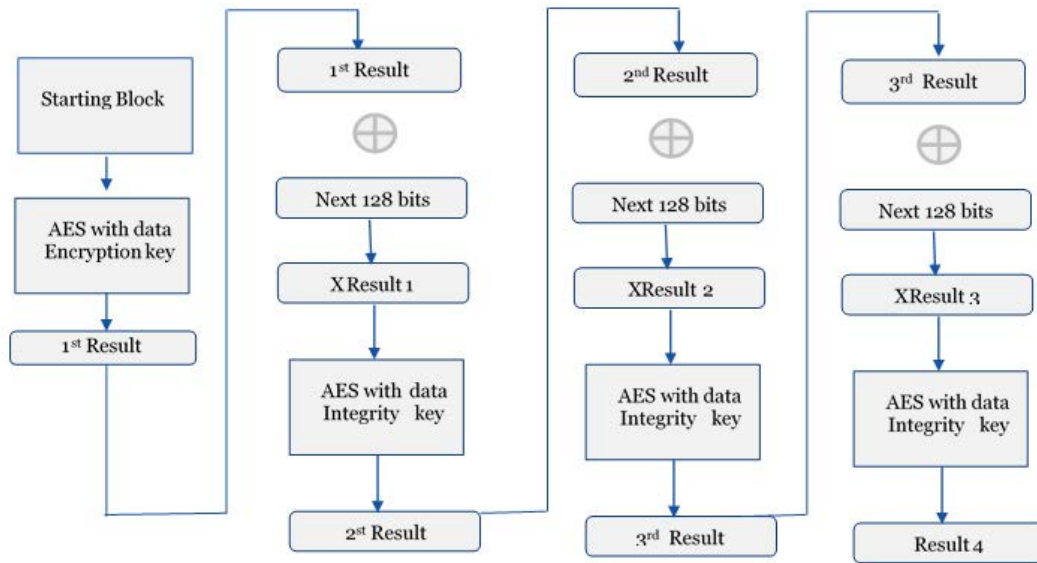 Starting Block
AES with data
Encryption key
1st Result
1st Result
Next 128 bits
X Result 1
AES with data
Integrity key
2st Result
2nd Result
Next 128 bits
XResult 2
AES with data
Integrity key
3rd Result
3rd Result
Next 128 bits
XResult 3
AES with data
Integrity key
Result 4